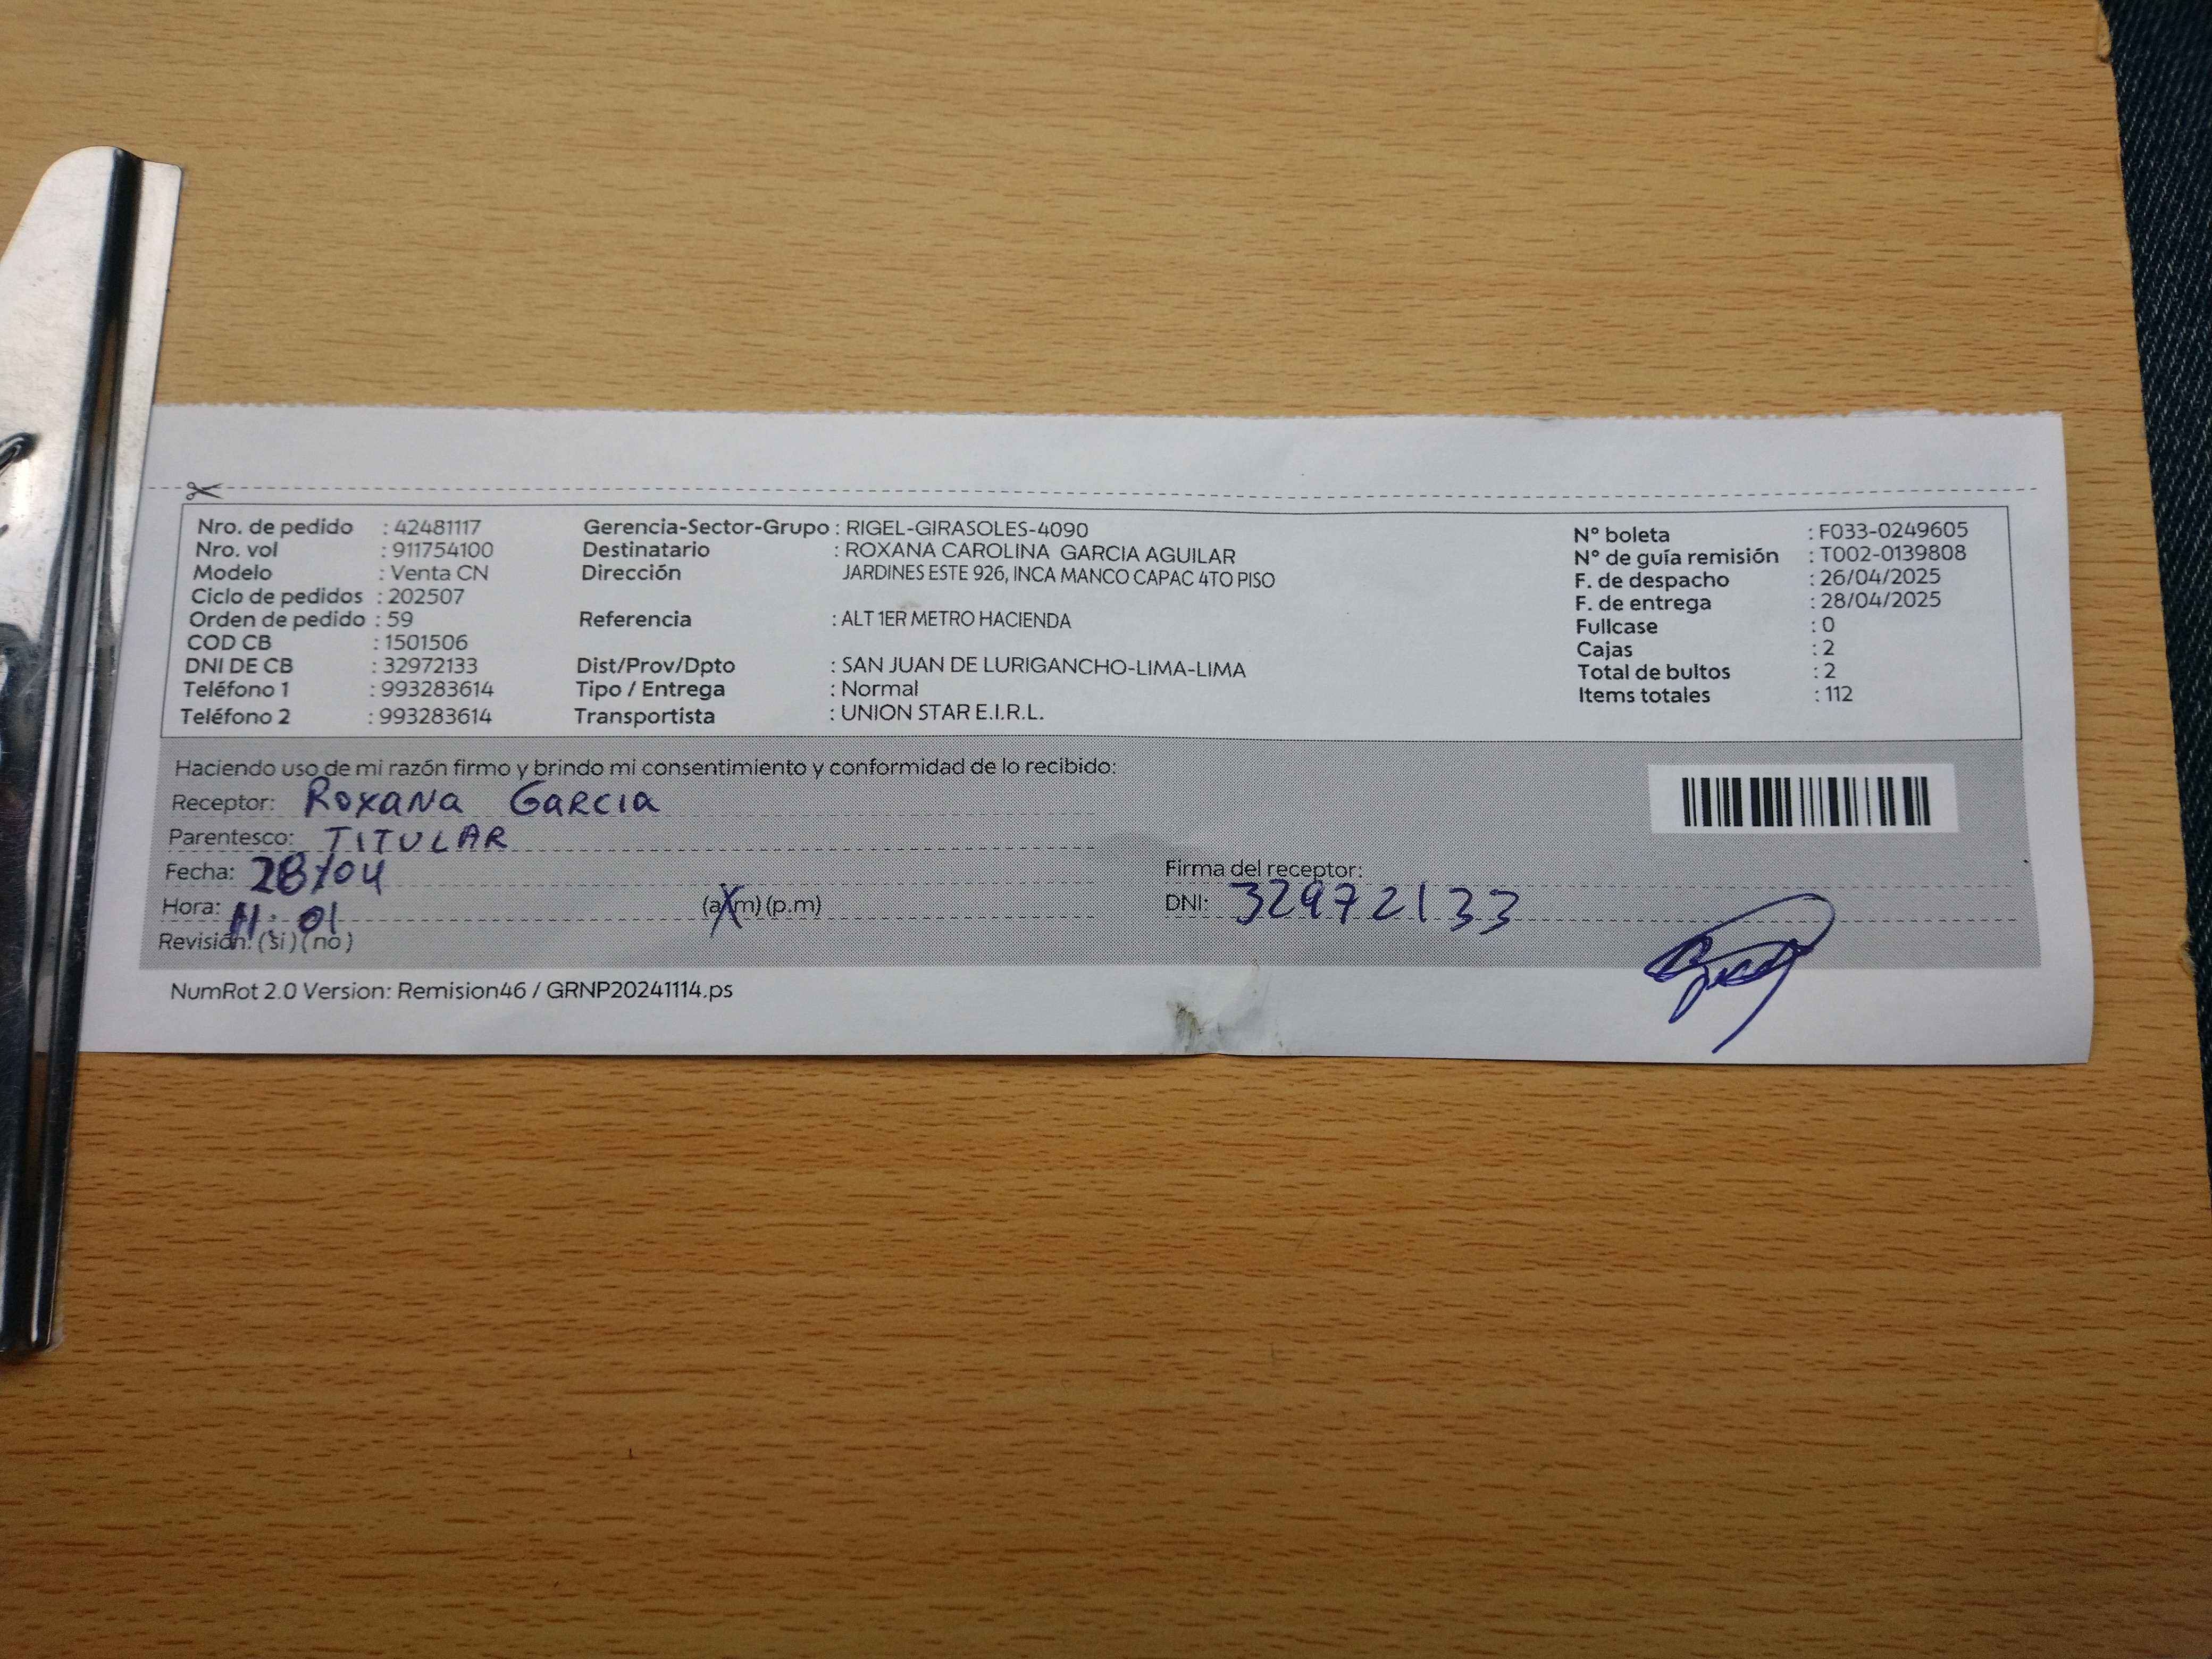 Nro. de pedido : 42481117
Nro. vol : 911754100
Modelo : Venta CN
Ciclo de pedidos : 202507
Orden de pedido : 59
COD CB : 1501506
DNI DE CB : 32972133
Teléfono 1 : 993283614
Teléfono 2 : 993283614
Gerencia-Sector-Grupo : RIGEL-GIRASOLES-4090
Destinatario : ROXANA CAROLINA GARCIA AGUILAR
Dirección JARDINES ESTE 926, INCA MANCO CAPAC 4TO PISO
Referencia : ALT 1ER METRO HACIENDA
Dist/Prov/Dpto : SAN JUAN DE LURIGANCHO-LIMA-LIMA
Tipo / Entrega : Normal
Transportista : UNION STAR E.I.R.L.
N° boleta : F033-0249605
N° de guía remisión : T002-0139808
F. de despacho : 26/04/2025
F. de entrega : 28/04/2025
Fullcase : 0
Cajas : 2
Total de bultos : 2
Items totales : 112
Haciendo uso de mi razón firmo y brindo mi consentimiento y conformidad de lo recibido:
Receptor: Roxana Garcia
Parentesco: TITULAR
Fecha: 28/04
Hora: 11:01 (a.m) (p.m)
Revisión: (si) (no)
Firma del receptor:
DNI: 32972133
NumRot 2.0 Version: Remision46 / GRNP20241114.ps